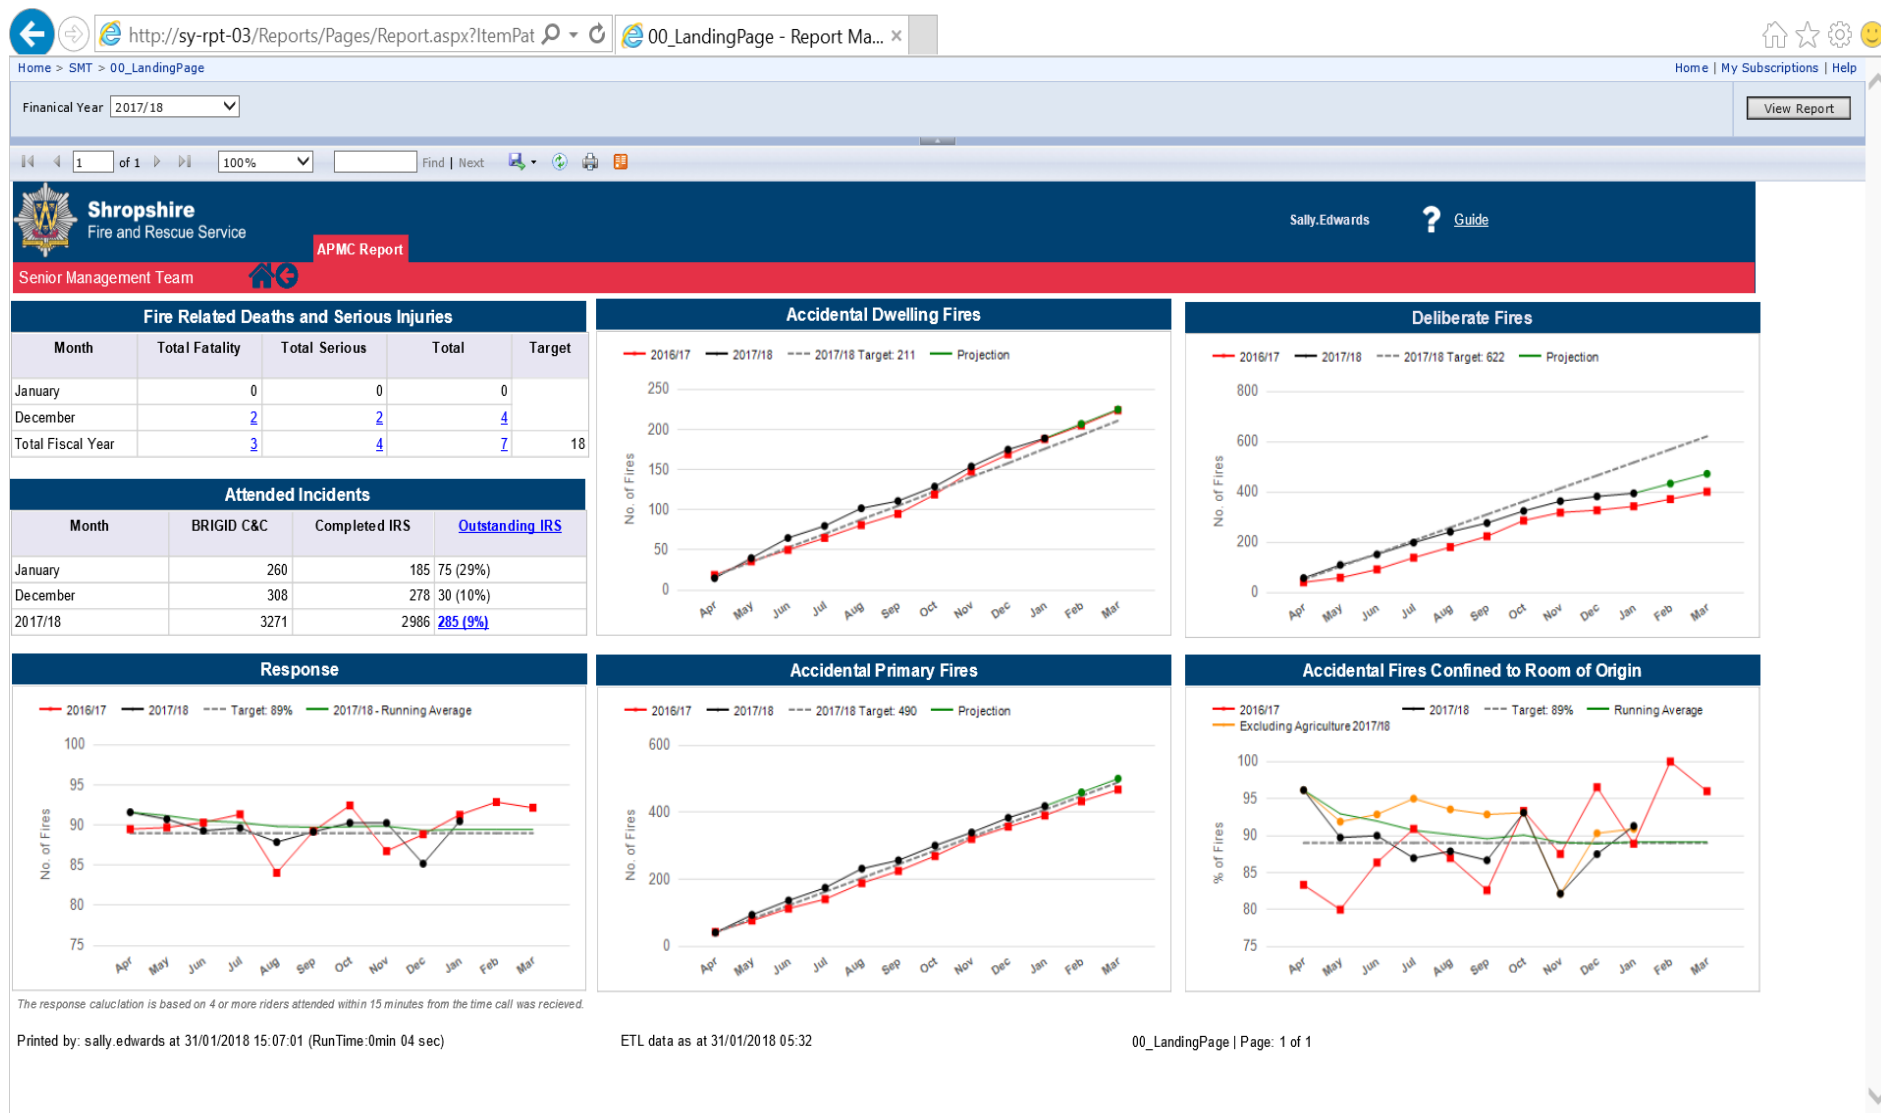 http://sy-rpt-03/Reports/Pages/Report.aspx?ItemPat
00_LandingPage - Report Ma... ×
Home > SMT > 00_LandingPage
Home | My Subscriptions | Help
Finanical Year 2017/18
View Report
1 of 1 100% Find | Next
Shropshire
Fire and Rescue Service
APMC Report
Sally.Edwards ? Guide
Senior Management Team
Fire Related Deaths and Serious Injuries
Month Total Fatality Total Serious Total Target
January 0 0 0
December 2 2 4
Total Fiscal Year 3 4 7 18
Attended Incidents
Month BRIGID C&C Completed IRS Outstanding IRS
January 260 185 75 (29%)
December 308 278 30 (10%)
2017/18 3271 2986 285 (9%)
Accidental Dwelling Fires
2016/17 2017/18 2017/18 Target: 211 Projection
No. of Fires
250
200
150
100
50
0
Apr May Jun Jul Aug Sep Oct Nov Dec Jan Feb Mar
Deliberate Fires
2016/17 2017/18 2017/18 Target: 622 Projection
No. of Fires
800
600
400
200
0
Apr May Jun Jul Aug Sep Oct Nov Dec Jan Feb Mar
Response
2016/17 2017/18 Target: 89% 2017/18 - Running Average
No. of Fires
100
95
90
85
80
75
Apr May Jun Jul Aug Sep Oct Nov Dec Jan Feb Mar
The response caluclation is based on 4 or more riders attended within 15 minutes from the time call was recieved.
Accidental Primary Fires
2016/17 2017/18 2017/18 Target: 490 Projection
No. of Fires
600
400
200
0
Apr May Jun Jul Aug Sep Oct Nov Dec Jan Feb Mar
Accidental Fires Confined to Room of Origin
2016/17 2017/18 Target: 89% Running Average
Excluding Agriculture 2017/18
% of Fires
100
95
90
85
80
75
Apr May Jun Jul Aug Sep Oct Nov Dec Jan Feb Mar
Printed by: sally.edwards at 31/01/2018 15:07:01 (RunTime:0min 04 sec)
ETL data as at 31/01/2018 05:32
00_LandingPage | Page: 1 of 1